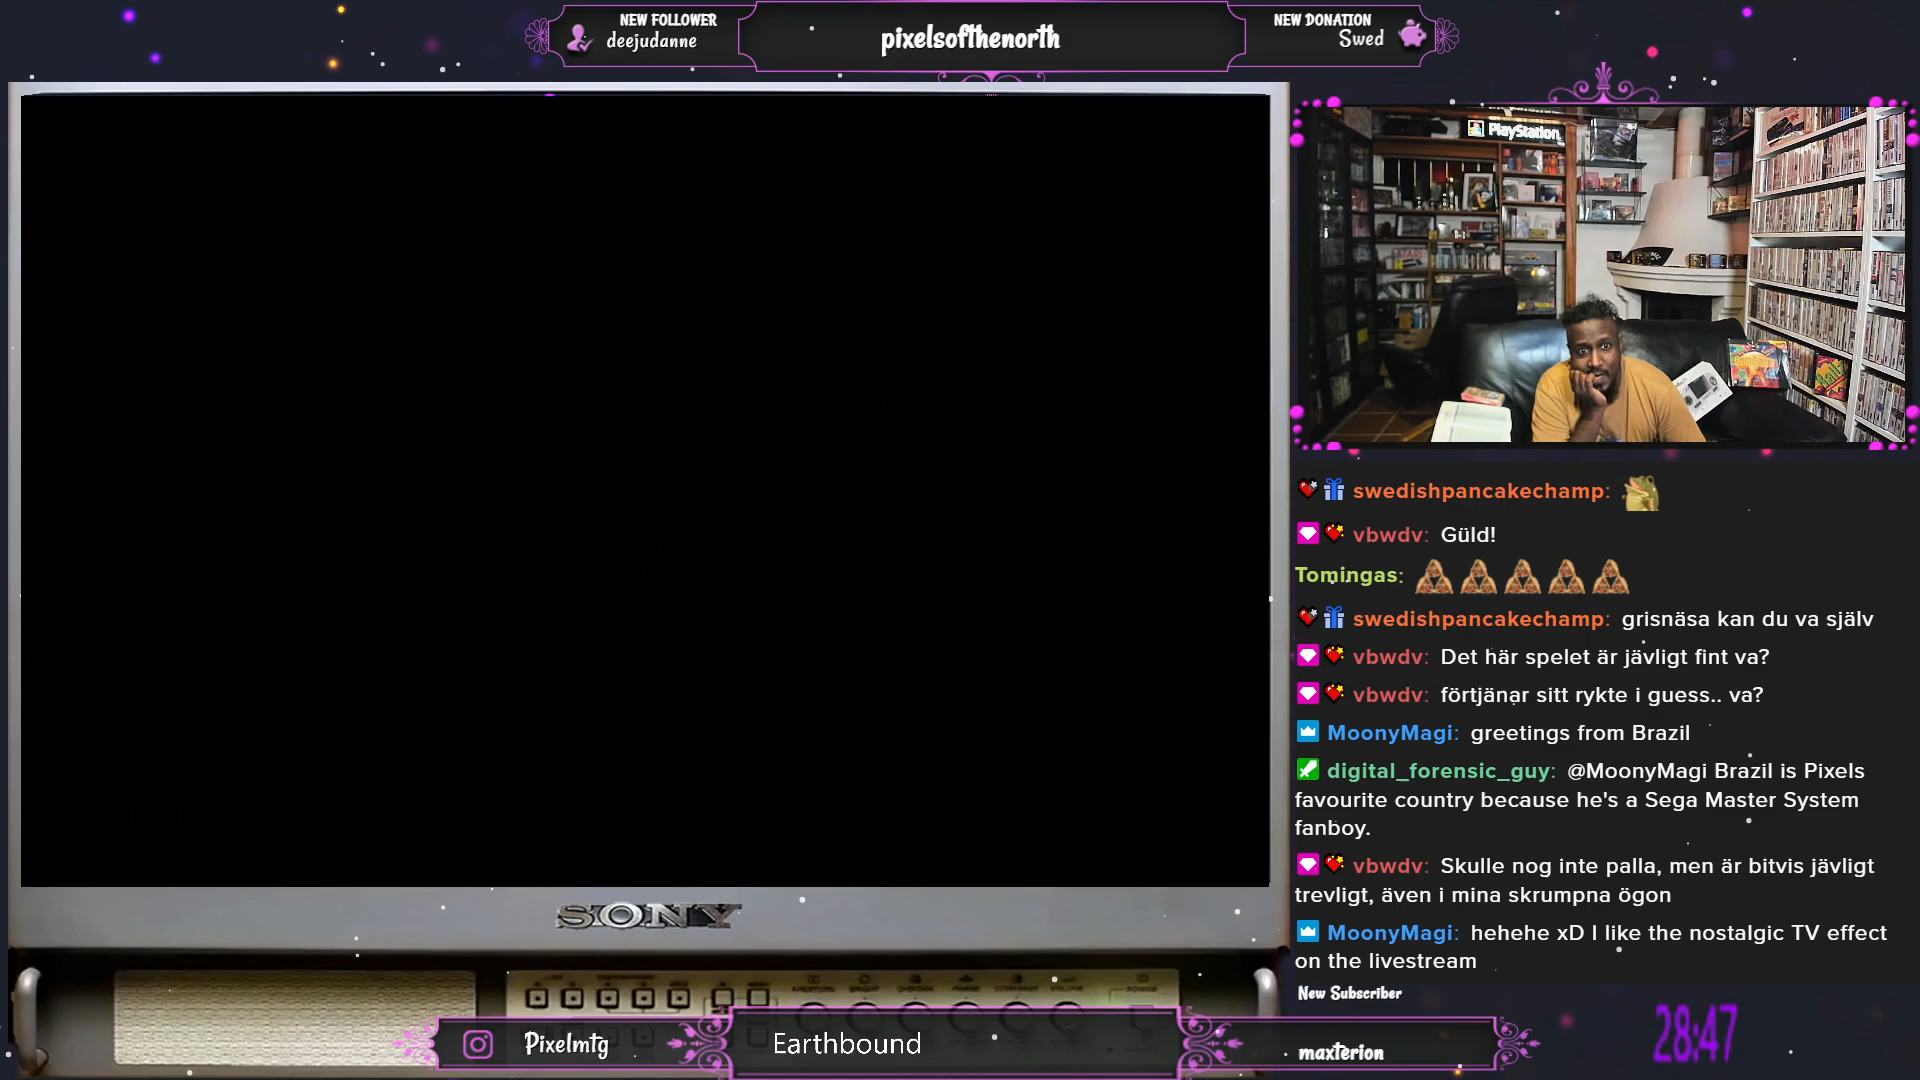 NEW FOLLOWER
deejudanne
pixelsofthenorth
NEW DONATION
Swed
PlayStation
swedishpancakechamp:
vbwdv: Güld!
Tomingas:
swedishpancakechamp: grisnäsa kan du va själv
vbwdv: Det här spelet är jävligt fint va?
vbwdv: förtjänar sitt rykte i guess.. va?
MoonyMagi: greetings from Brazil
digital_forensic_guy: @MoonyMagi Brazil is Pixels
favourite country because he's a Sega Master System
fanboy.
vbwdv: Skulle nog inte palla, men är bitvis jävligt
trevligt, även i mina skrumpna ögon
MoonyMagi: hehehe xD I like the nostalgic TV effect
on the livestream
SONY
New Subscriber
maxterion
Pixelmtg
Earthbound
28:47